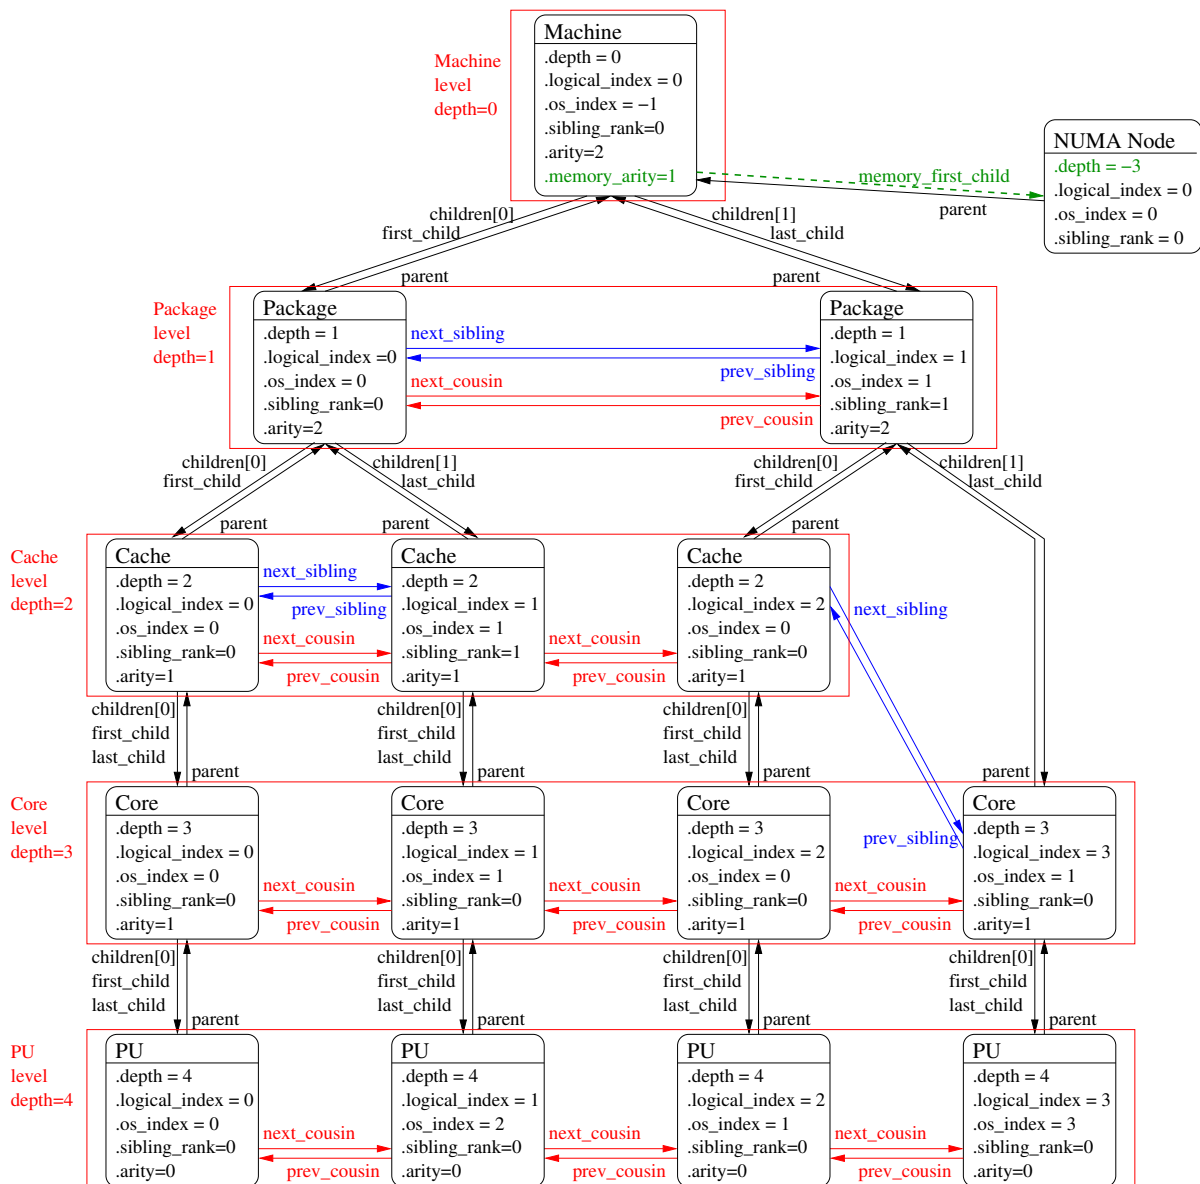 Machine
level
depth=0
Machine
.depth = 0
.logical_index = 0
.os_index = −1
.sibling_rank=0
.arity=2
.memory_arity=1
memory_first_child
parent
NUMA Node
.depth = −3
.logical_index = 0
.os_index = 0
.sibling_rank = 0
children[0]
first_child
parent
children[1]
last_child
parent
Package
level
depth=1
Package
.depth = 1
.logical_index =0
.os_index = 0
.sibling_rank=0
.arity=2
next_sibling
prev_sibling
next_cousin
prev_cousin
Package
.depth = 1
.logical_index = 1
.os_index = 1
.sibling_rank=1
.arity=2
children[0]
first_child
parent
children[1]
last_child
parent
children[0]
first_child
parent
children[1]
last_child
Cache
level
depth=2
Cache
.depth = 2
.logical_index = 0
.os_index = 0
.sibling_rank=0
.arity=1
next_sibling
prev_sibling
next_cousin
prev_cousin
Cache
.depth = 2
.logical_index = 1
.os_index = 1
.sibling_rank=1
.arity=1
next_cousin
prev_cousin
Cache
.depth = 2
.logical_index = 2
.os_index = 0
.sibling_rank=0
.arity=1
next_sibling
prev_sibling
children[0]
first_child
last_child
parent
children[0]
first_child
last_child
parent
children[0]
first_child
last_child
parent
parent
Core
level
depth=3
Core
.depth = 3
.logical_index = 0
.os_index = 0
.sibling_rank=0
.arity=1
next_cousin
prev_cousin
Core
.depth = 3
.logical_index = 1
.os_index = 1
.sibling_rank=0
.arity=1
next_cousin
prev_cousin
Core
.depth = 3
.logical_index = 2
.os_index = 0
.sibling_rank=0
.arity=1
next_cousin
prev_cousin
Core
.depth = 3
.logical_index = 3
.os_index = 1
.sibling_rank=0
.arity=1
children[0]
first_child
last_child
parent
children[0]
first_child
last_child
parent
children[0]
first_child
last_child
parent
children[0]
first_child
last_child
parent
PU
level
depth=4
PU
.depth = 4
.logical_index = 0
.os_index = 0
.sibling_rank=0
.arity=0
next_cousin
prev_cousin
PU
.depth = 4
.logical_index = 1
.os_index = 2
.sibling_rank=0
.arity=0
next_cousin
prev_cousin
PU
.depth = 4
.logical_index = 2
.os_index = 1
.sibling_rank=0
.arity=0
next_cousin
prev_cousin
PU
.depth = 4
.logical_index = 3
.os_index = 3
.sibling_rank=0
.arity=0